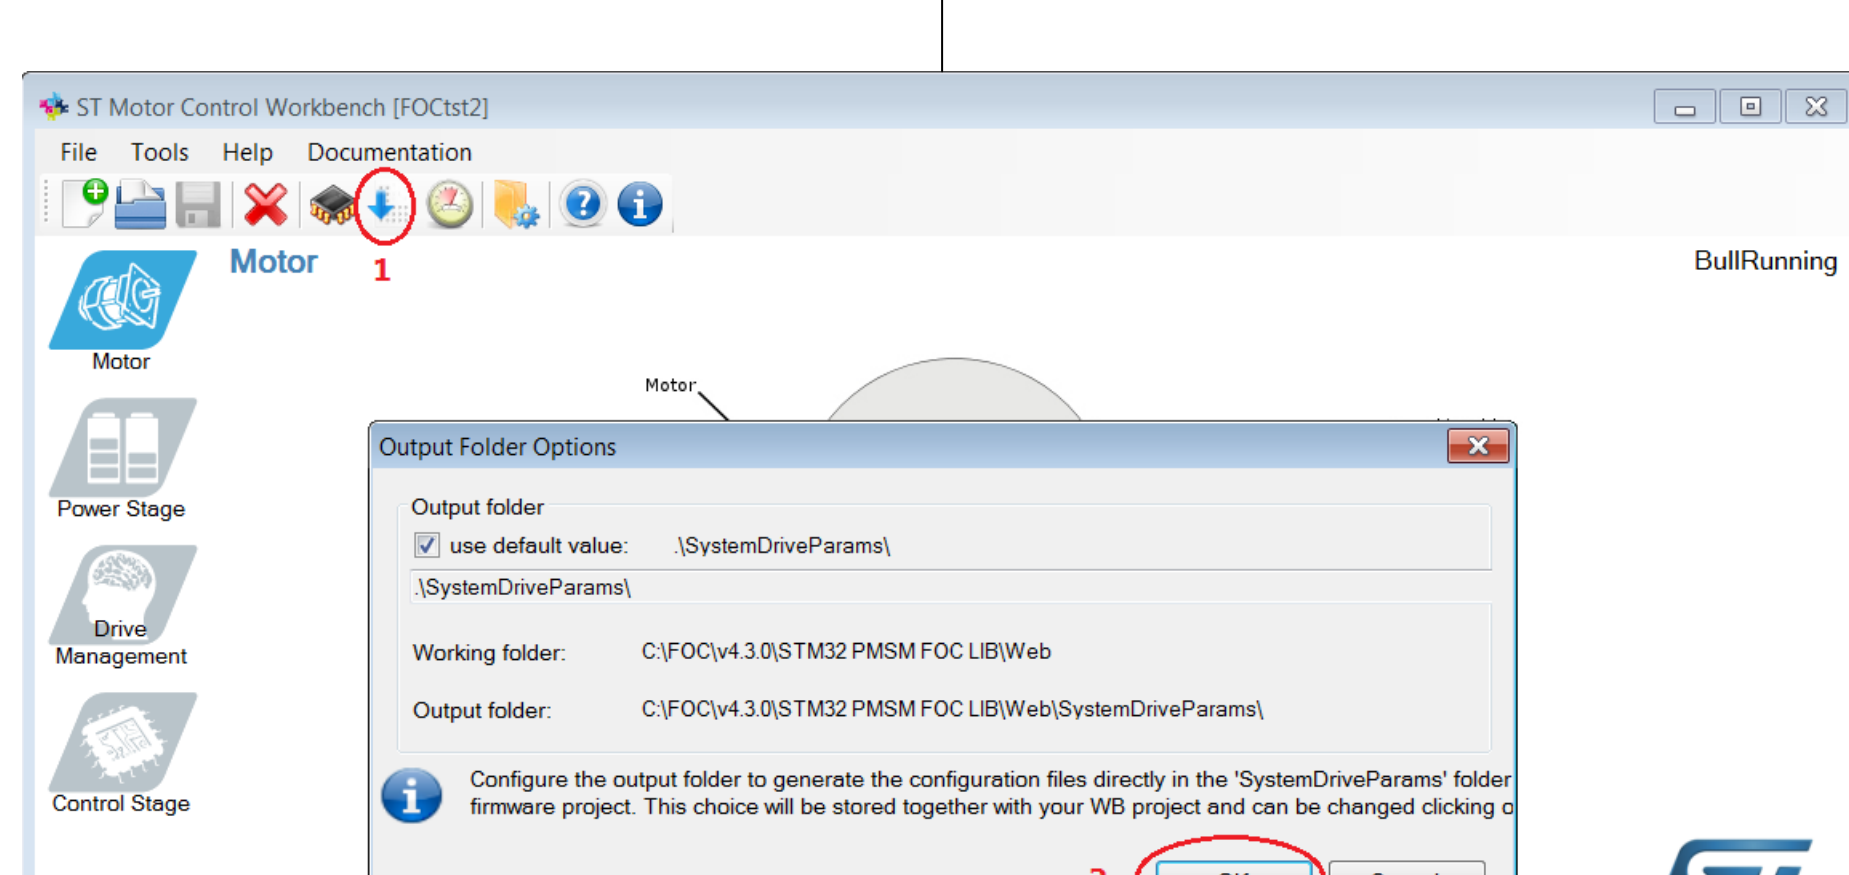 ST Motor Control Workbench [FOCtst2]
File Tools Help Documentation
Motor
1
BullRunning
Motor
Motor
Power Stage
Drive
Management
Control Stage
Output Folder Options
Output folder
use default value: .\SystemDriveParams\
.\SystemDriveParams\
Working folder: C:\FOC\v4.3.0\STM32 PMSM FOC LIB\Web
Output folder: C:\FOC\v4.3.0\STM32 PMSM FOC LIB\Web\SystemDriveParams\
Configure the output folder to generate the configuration files directly in the 'SystemDriveParams' folder
firmware project. This choice will be stored together with your WB project and can be changed clicking